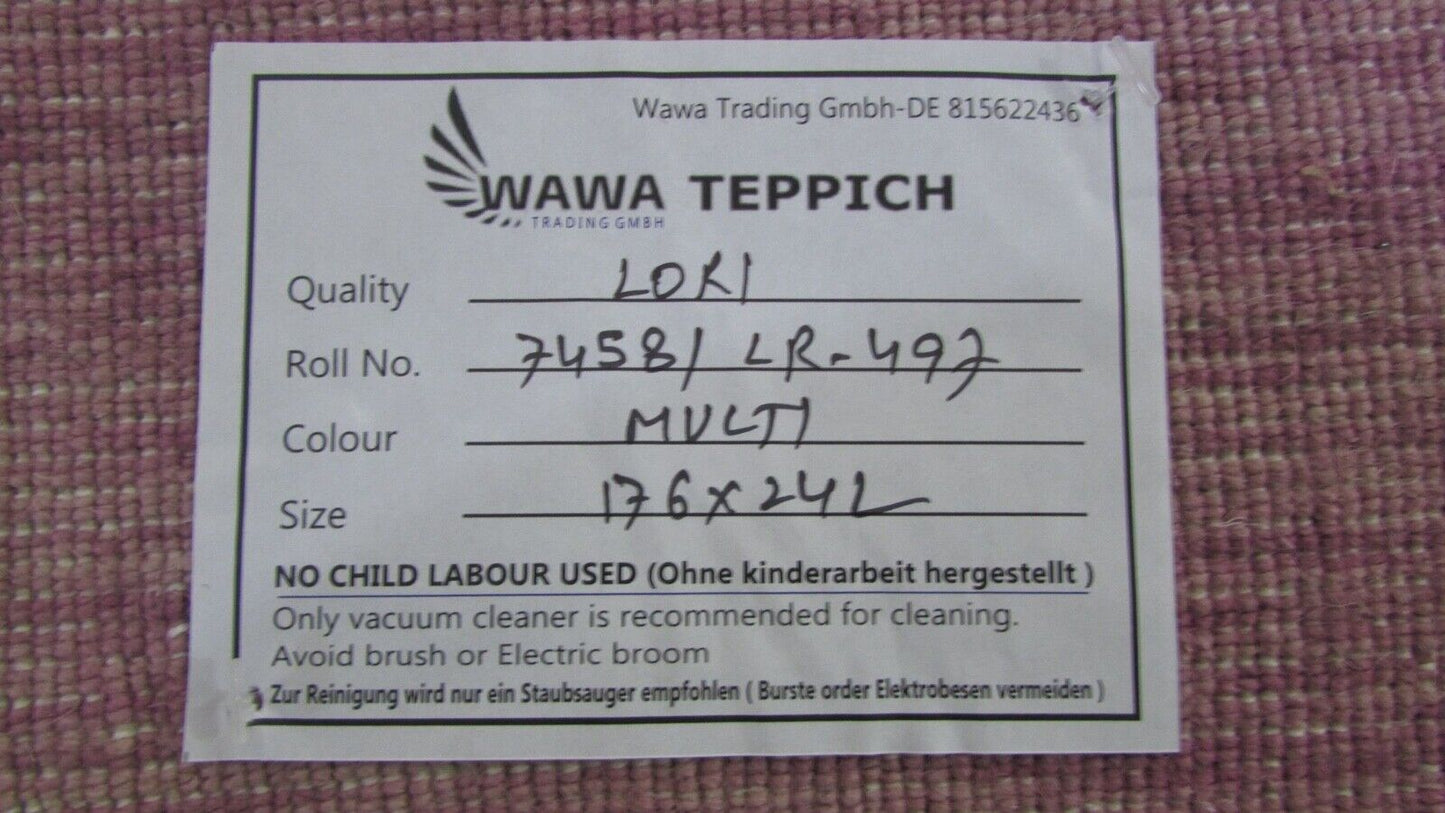 Wawa Trading Gmbh-DE 815622436
WAWA TEPPICH
TRADING GMBH
Quality LORI
Roll No. 7458/ LR-497
Colour MULTI
Size 176x242
NO CHILD LABOUR USED (Ohne kinderarbeit hergestellt )
Only vacuum cleaner is recommended for cleaning.
Avoid brush or Electric broom
Zur Reinigung wird nur ein Staubsauger empfohlen ( Burste order Elektrobesen vermeiden )